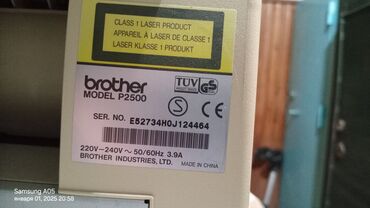 CLASS 1 LASER PRODUCT
APPAREIL À LASER DE CLASSE 1
LASER KLASSE 1 PRODUKT
brother
MODEL P2500
TÜV
GS
S
SER. NO. E52734H0J124464
220V-240V ~ 50/60Hz 3.9A
BROTHER INDUSTRIES, LTD.
MADE IN CHINA
Samsung A05
января 01, 2025 20:58